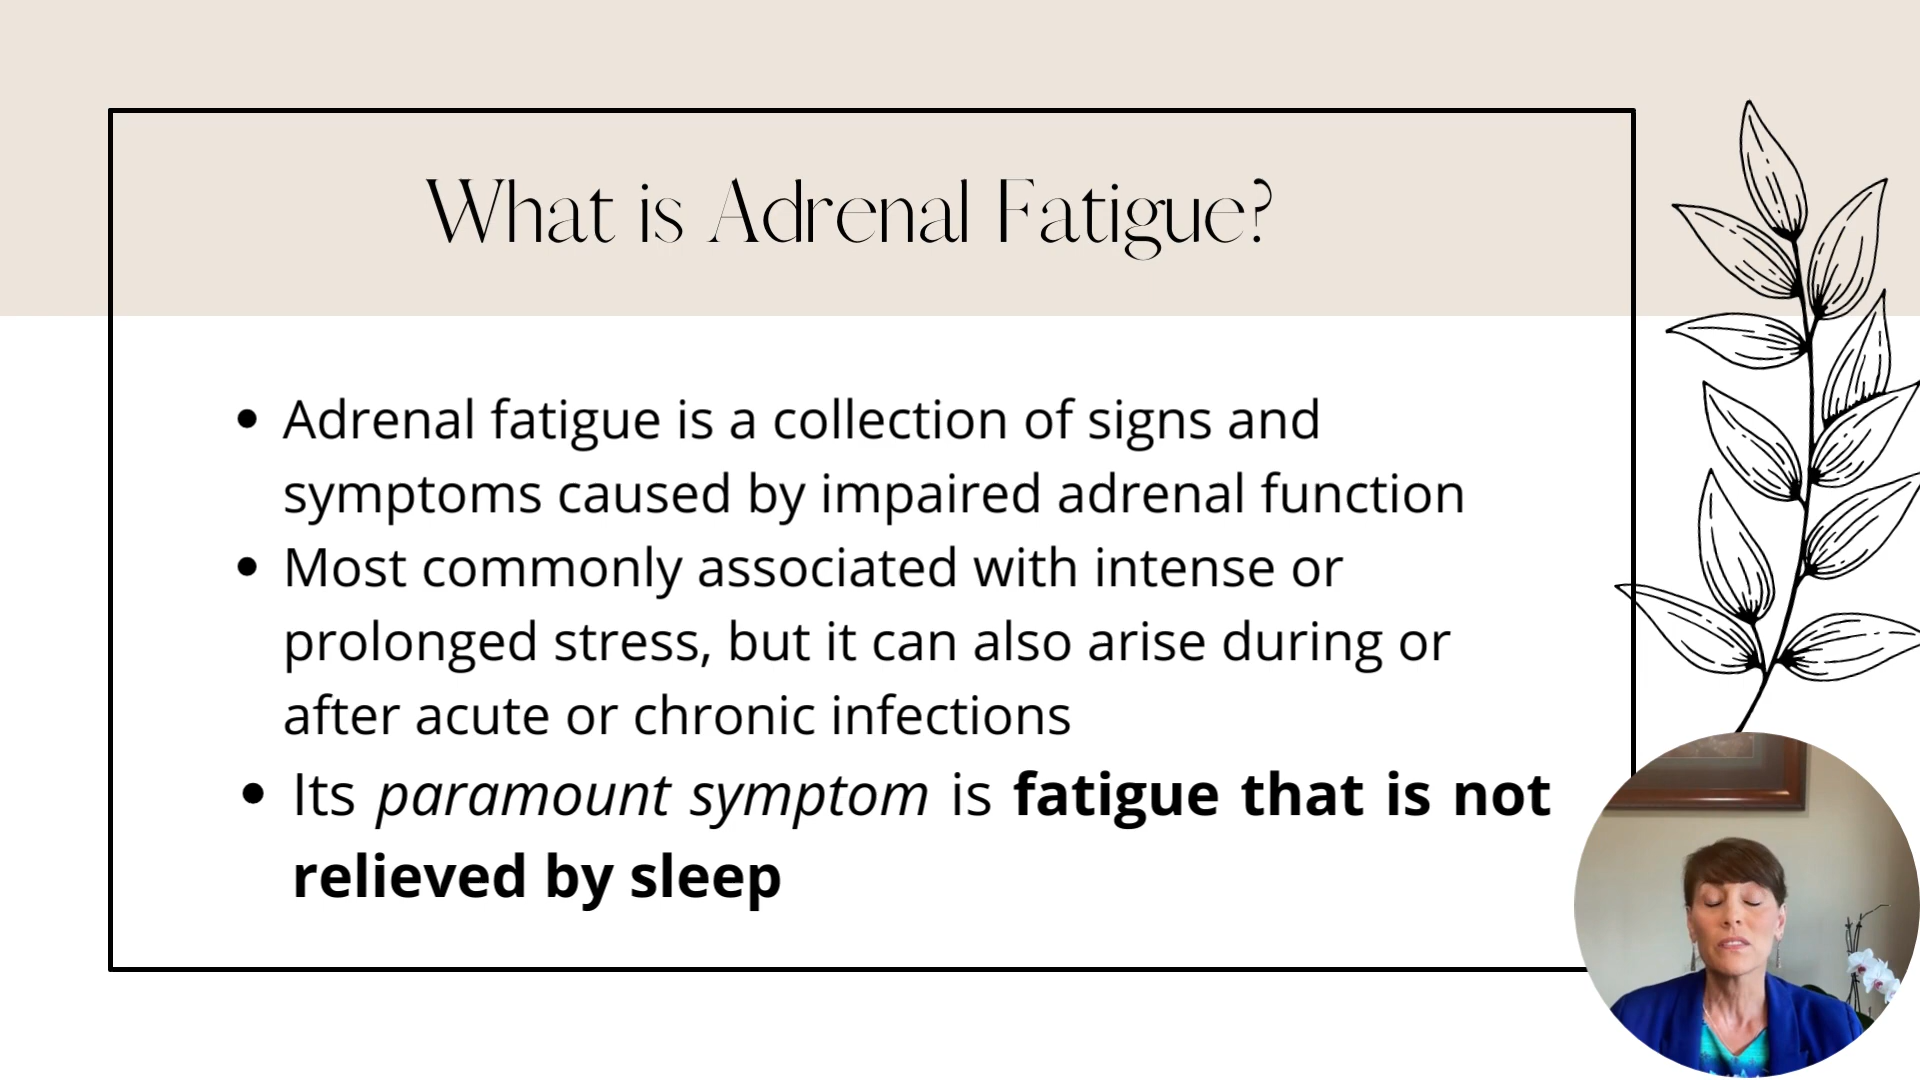 What is Adrenal Fatigue?
• Adrenal fatigue is a collection of signs and
symptoms caused by impaired adrenal function
• Most commonly associated with intense or
prolonged stress, but it can also arise during or
after acute or chronic infections
• Its paramount symptom is fatigue that is not
relieved by sleep